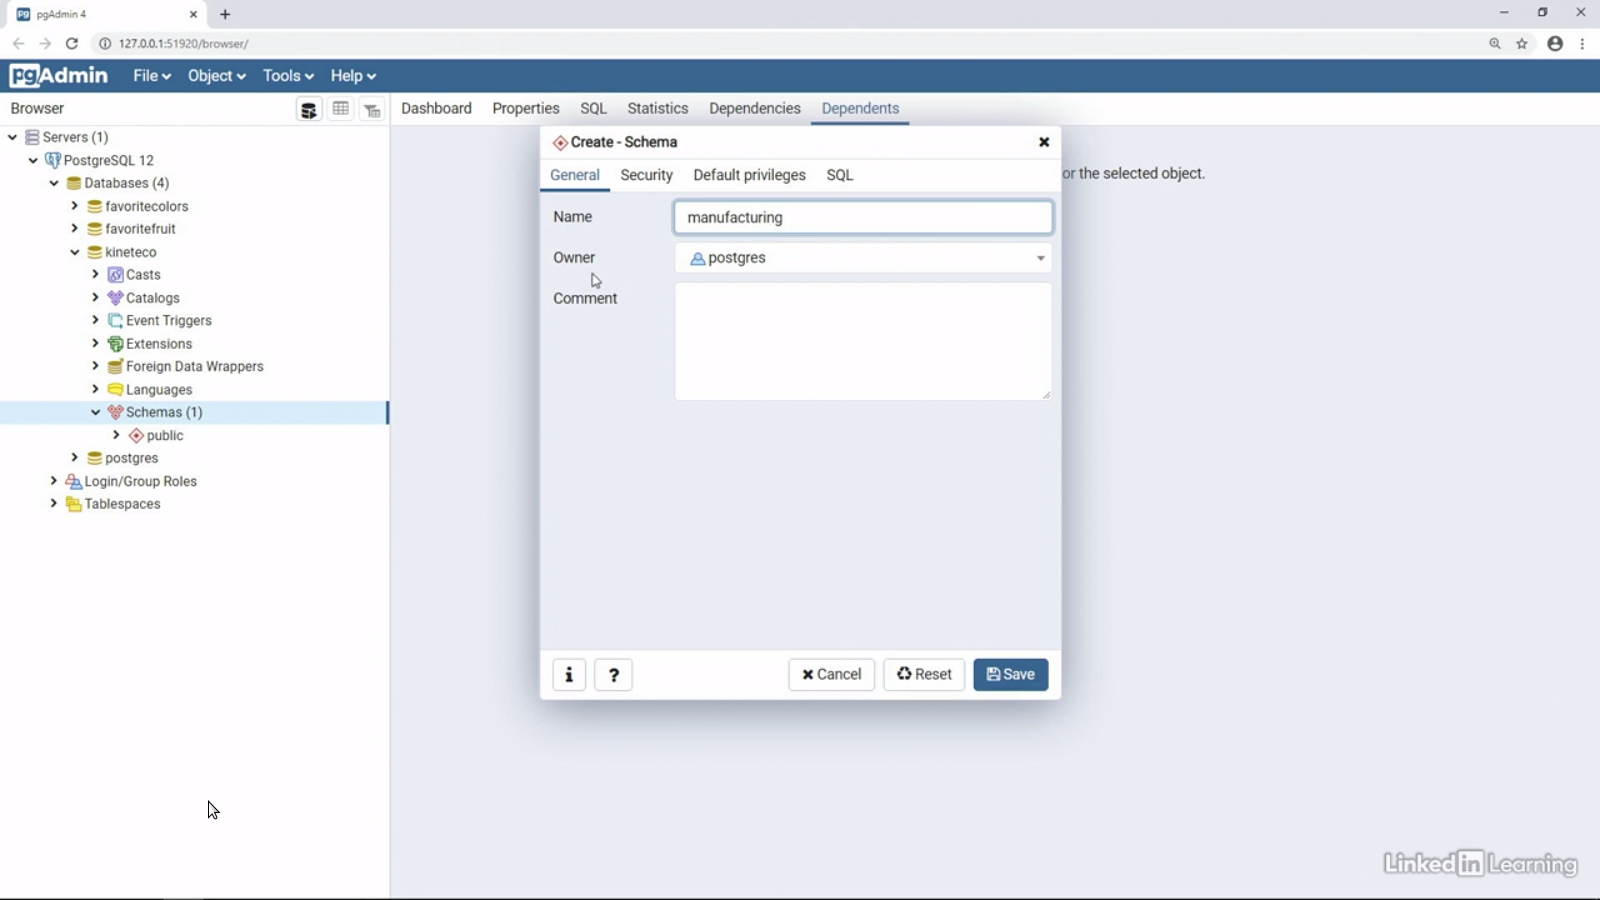 pgAdmin 4
127.0.0.1:51920/browser/
pgAdmin File Object Tools Help
Browser
Dashboard Properties SQL Statistics Dependencies Dependents
Servers (1)
PostgreSQL 12
Databases (4)
favoritecolors
favoritefruit
kineteco
Casts
Catalogs
Event Triggers
Extensions
Foreign Data Wrappers
Languages
Schemas (1)
public
postgres
Login/Group Roles
Tablespaces
or the selected object.
Create - Schema
General Security Default privileges SQL
Name manufacturing
Owner postgres
Comment
i ? Cancel Reset Save
Linked in Learning